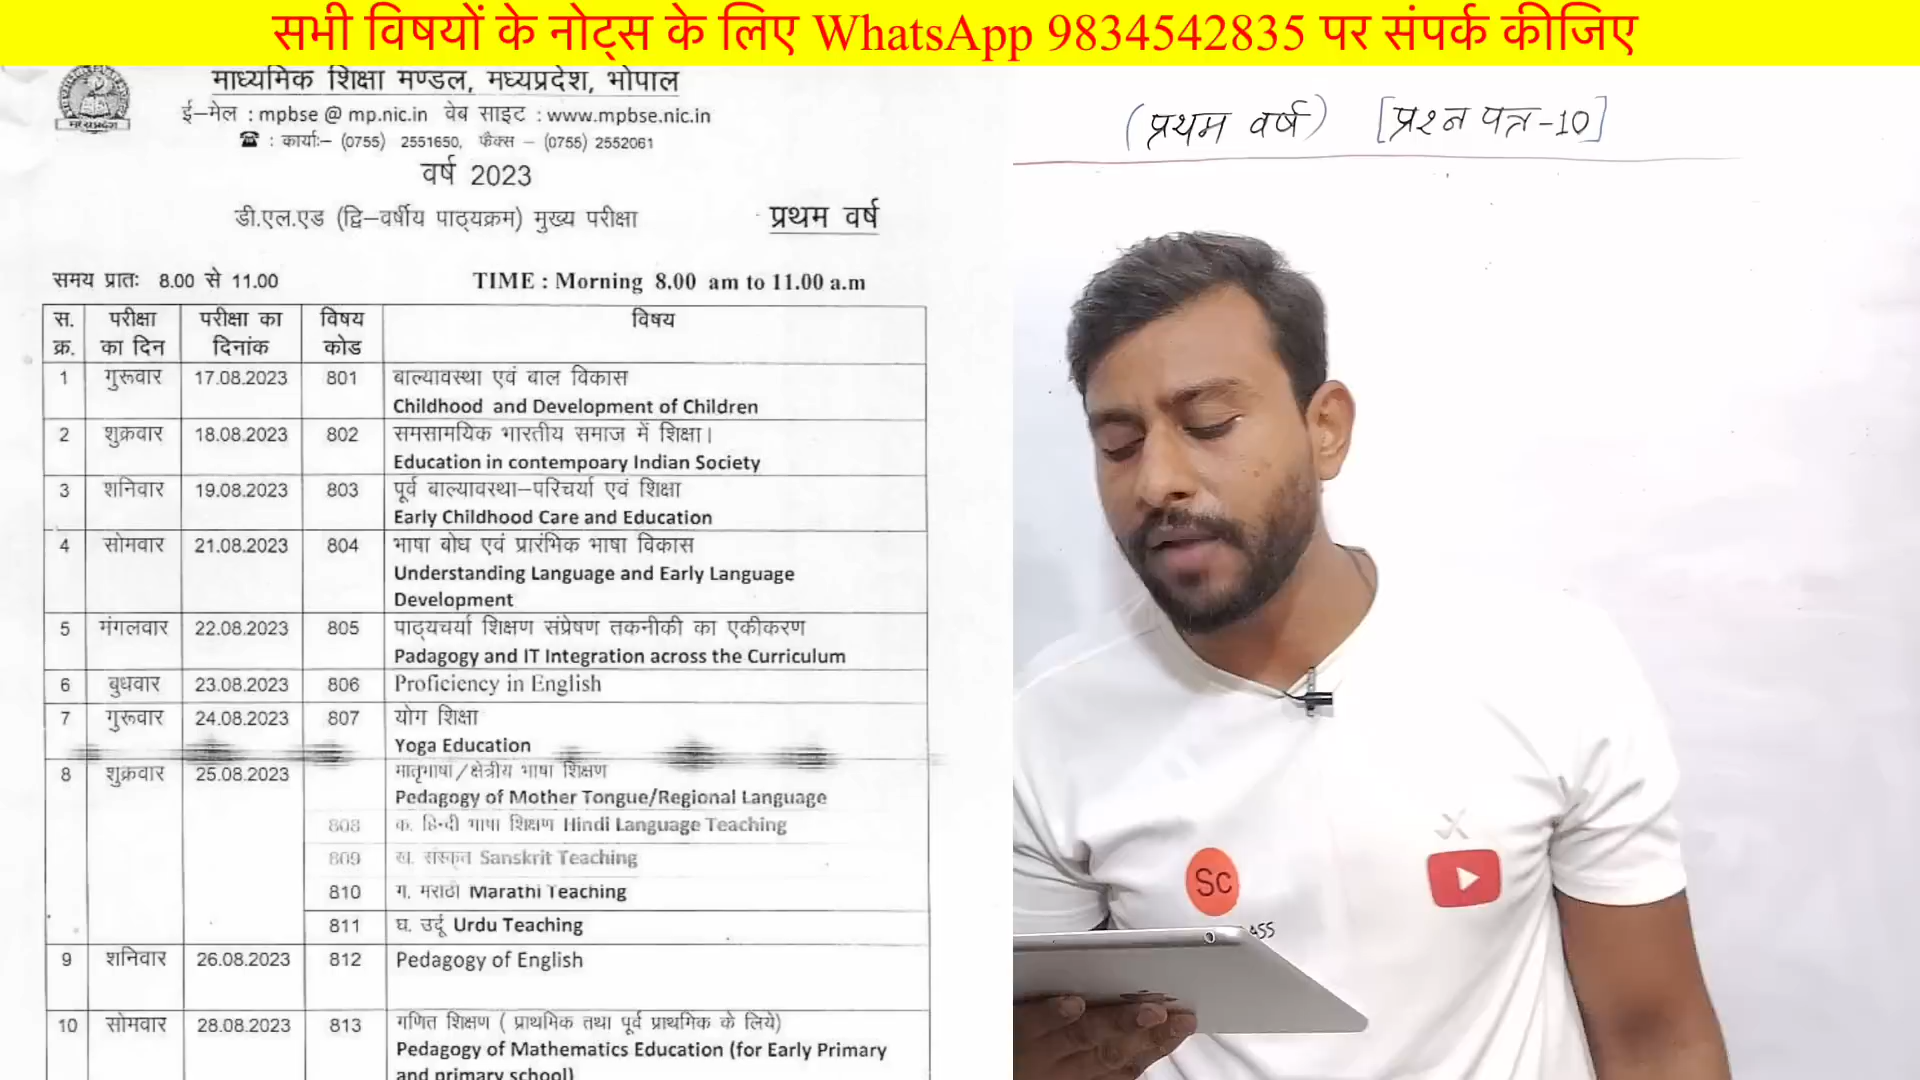 सभी विषयों के नोट्स के लिए WhatsApp 9834542835 पर संपर्क कीजिए
माध्यमिक शिक्षा मण्डल, मध्यप्रदेश, भोपाल
ई–मेल : mpbse @ mp.nic.in वेब साइट : www.mpbse.nic.in
☎ : कार्याः– (0755) 2551650, फैक्स – (0755) 2552061
वर्ष 2023
डी.एल.एड (द्वि–वर्षीय पाठ्यक्रम) मुख्य परीक्षा प्रथम वर्ष
समय प्रातः 8.00 से 11.00 TIME : Morning 8.00 am to 11.00 a.m
स. क्र. परीक्षा का दिन परीक्षा का दिनांक विषय कोड विषय
1 गुरूवार 17.08.2023 801 बाल्यावस्था एवं बाल विकास
Childhood and Development of Children
2 शुक्रवार 18.08.2023 802 समसामयिक भारतीय समाज में शिक्षा।
Education in contempoary Indian Society
3 शनिवार 19.08.2023 803 पूर्व बाल्यावस्था–परिचर्या एवं शिक्षा
Early Childhood Care and Education
4 सोमवार 21.08.2023 804 भाषा बोध एवं प्रारंभिक भाषा विकास
Understanding Language and Early Language
Development
5 मंगलवार 22.08.2023 805 पाठ्यचर्या शिक्षण संप्रेषण तकनीकी का एकीकरण
Padagogy and IT Integration across the Curriculum
6 बुधवार 23.08.2023 806 Proficiency in English
7 गुरूवार 24.08.2023 807 योग शिक्षा
Yoga Education
8 शुक्रवार 25.08.2023 मातृभाषा/क्षेत्रीय भाषा शिक्षण
Pedagogy of Mother Tongue/Regional Language
808 क. हिन्दी भाषा शिक्षण Hindi Language Teaching
809 ख. संस्कृत Sanskrit Teaching
810 ग. मराठी Marathi Teaching
811 घ. उर्दू Urdu Teaching
9 शनिवार 26.08.2023 812 Pedagogy of English
10 सोमवार 28.08.2023 813 गणित शिक्षण ( प्राथमिक तथा पूर्व प्राथमिक के लिये)
Pedagogy of Mathematics Education (for Early Primary
and primary school)
(प्रथम वर्ष) [प्रश्न पत्र-10]
Sc
ASS